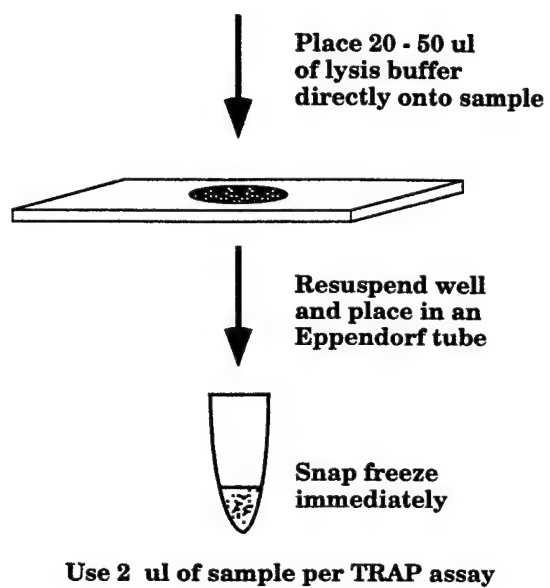 Place 20 - 50 ul
of lysis buffer
directly onto sample
Resuspend well
and place in an
Eppendorf tube
Snap freeze
immediately
Use 2 ul of sample per TRAP assay